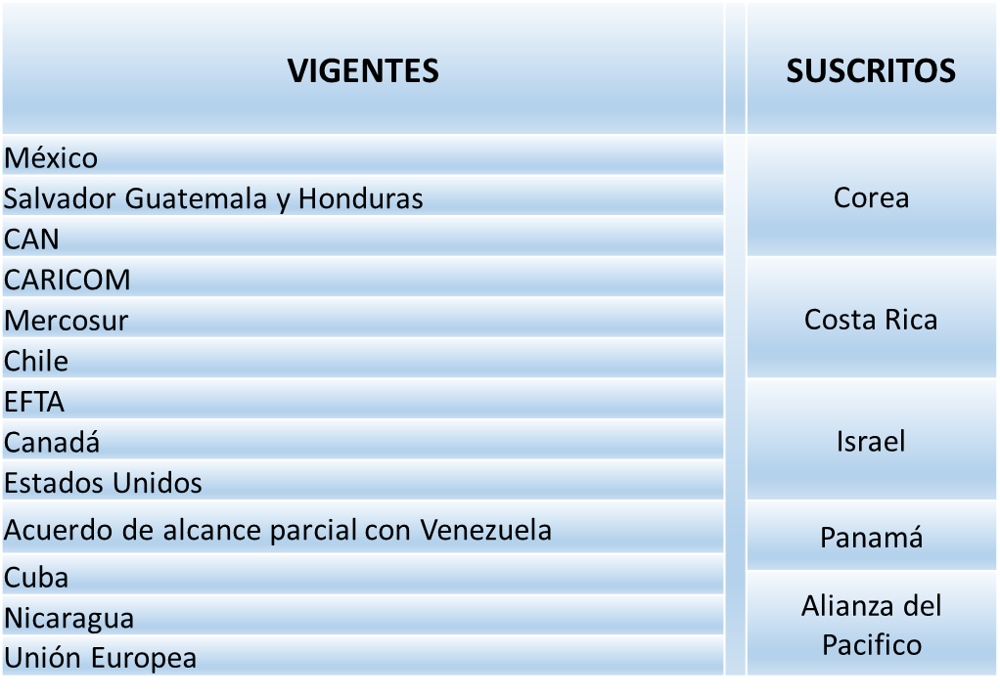 VIGENTES
SUSCRITOS
México
Salvador Guatemala y Honduras
CAN
CARICOM
Mercosur
Chile
EFTA
Canadá
Estados Unidos
Acuerdo de alcance parcial con Venezuela
Cuba
Nicaragua
Unión Europea
Corea
Costa Rica
Israel
Panamá
Alianza del
Pacifico